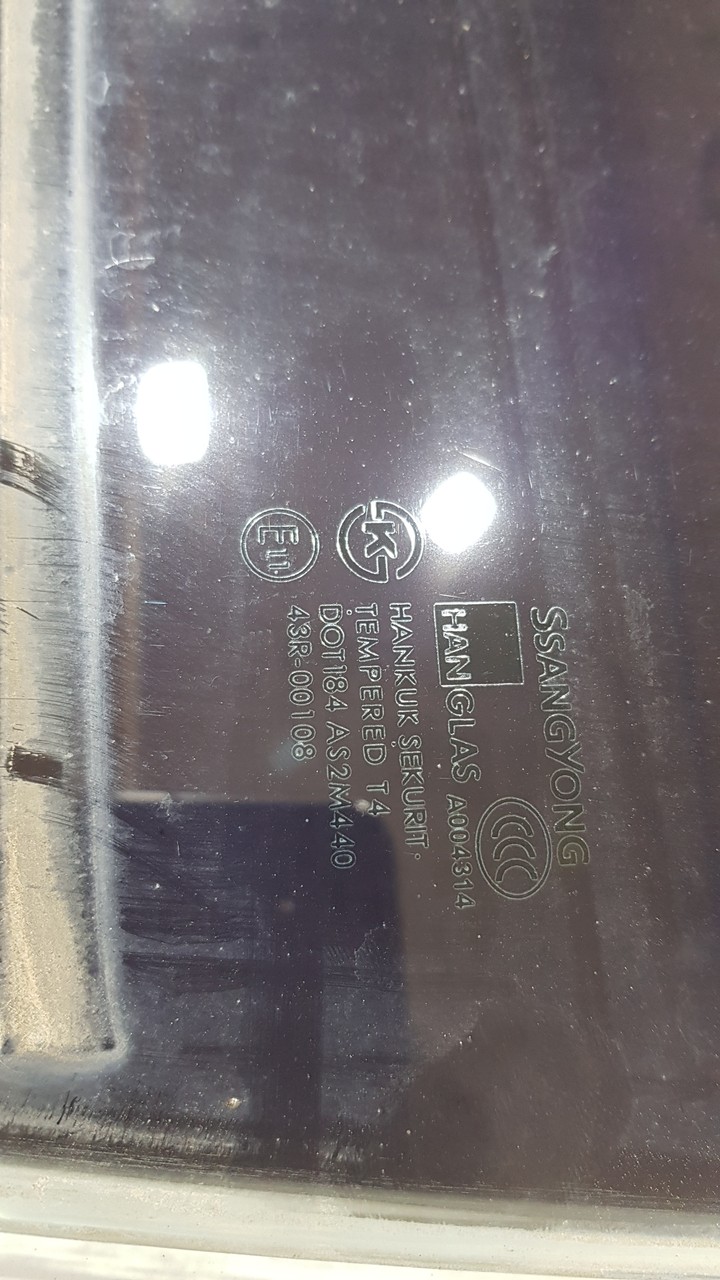 SSANGYONG
CCC
HANGLAS A004314
HANKUK SEKURIT
K
TEMPERED T4
DOT184 AS2M440
E11
43R-00108